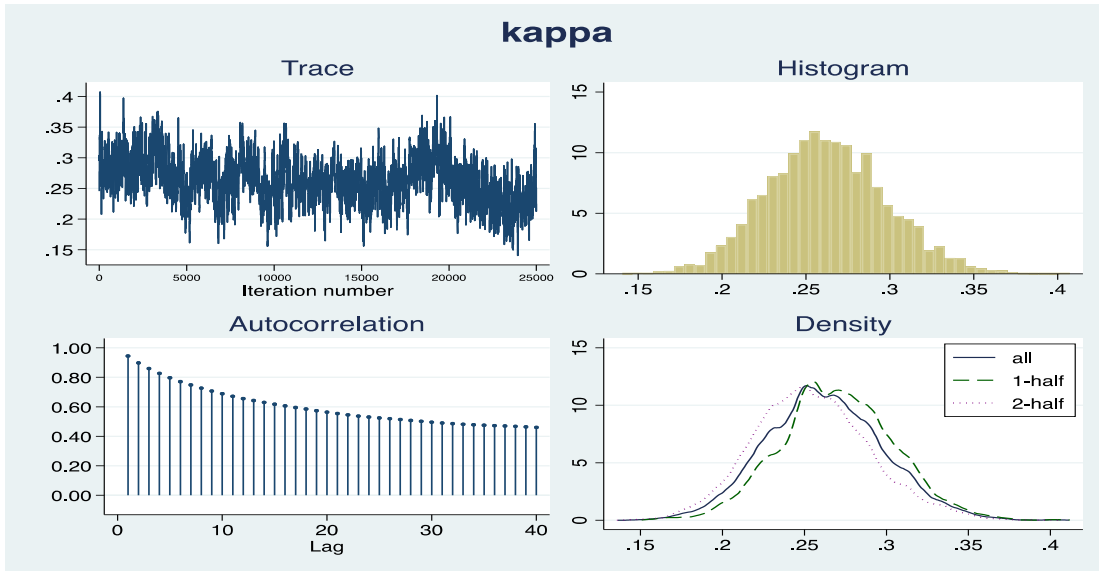 kappa
Trace
.4
.35
.3
.25
.2
.15
0 5000 10000 15000 20000 25000
Iteration number
Histogram
15
10
5
0
.15 .2 .25 .3 .35 .4
Autocorrelation
1.00
0.80
0.60
0.40
0.20
0.00
0 10 20 30 40
Lag
Density
15
10
5
0
all
1-half
2-half
.15 .2 .25 .3 .35 .4